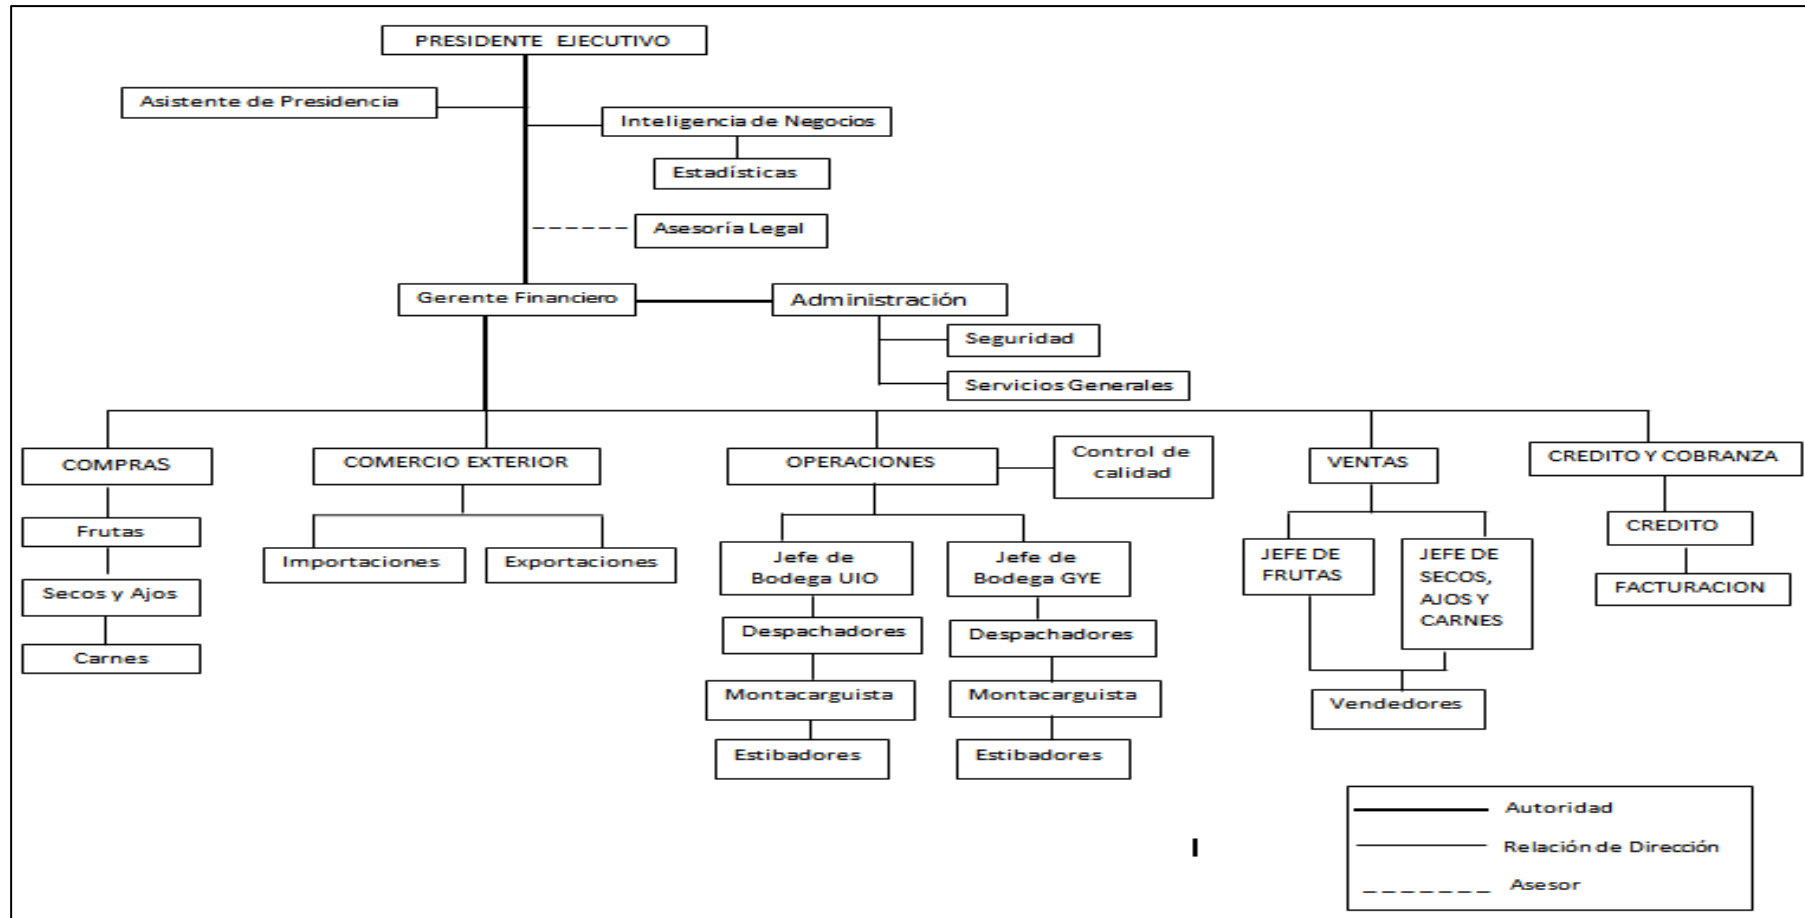 PRESIDENTE EJECUTIVO
Asistente de Presidencia
Inteligencia de Negocios
Estadísticas
Asesoría Legal
Gerente Financiero
Administración
Seguridad
Servicios Generales
COMPRAS
COMERCIO EXTERIOR
OPERACIONES
Control de
calidad
VENTAS
CREDITO Y COBRANZA
Frutas
Secos y Ajos
Carnes
Importaciones
Exportaciones
Jefe de
Bodega UIO
Despachadores
Montacarguista
Estibadores
Jefe de
Bodega GYE
Despachadores
Montacarguista
Estibadores
JEFE DE
FRUTAS
JEFE DE
SECOS,
AJOS Y
CARNES
Vendedores
CREDITO
FACTURACION
Autoridad
Relación de Dirección
Asesor